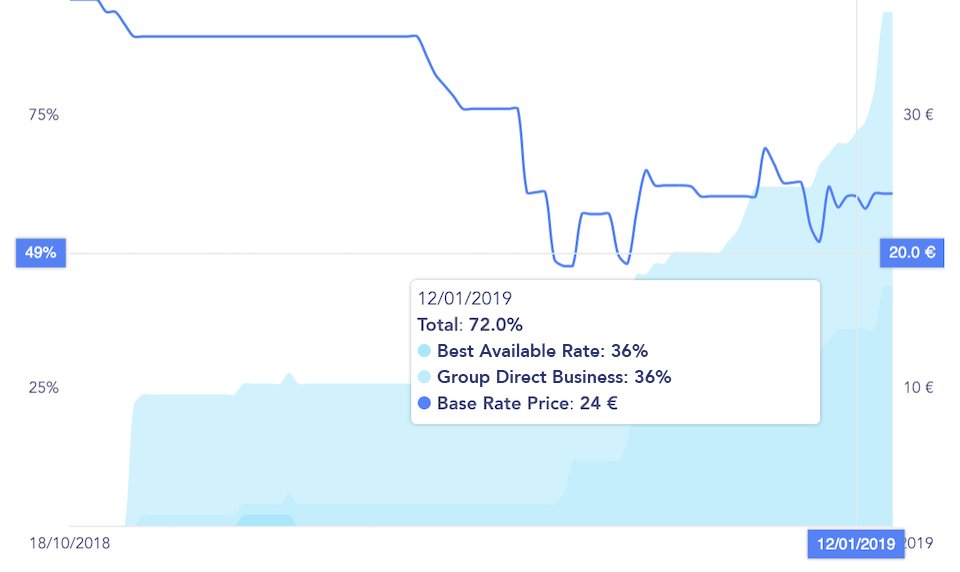 75%
30 €
49%
20.0 €
12/01/2019
Total: 72.0%
Best Available Rate: 36%
Group Direct Business: 36%
Base Rate Price: 24 €
25%
10 €
18/10/2018
12/01/2019
2019